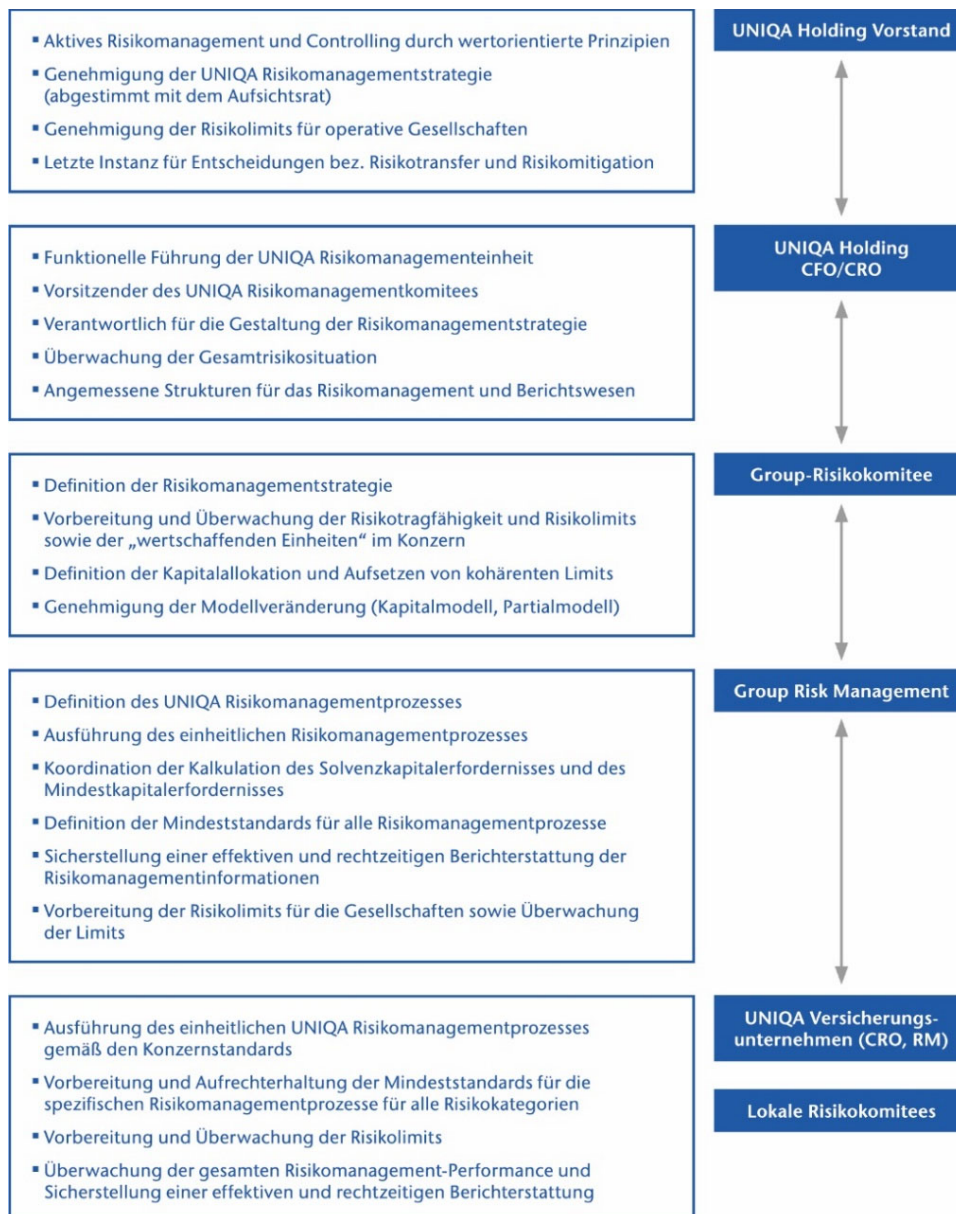 ▪ Aktives Risikomanagement und Controlling durch wertorientierte Prinzipien
▪ Genehmigung der UNIQA Risikomanagementstrategie
(abgestimmt mit dem Aufsichtsrat)
▪ Genehmigung der Risikolimits für operative Gesellschaften
▪ Letzte Instanz für Entscheidungen bez. Risikotransfer und Risikomitigation
UNIQA Holding Vorstand
▪ Funktionelle Führung der UNIQA Risikomanagementeinheit
▪ Vorsitzender des UNIQA Risikomanagementkomitees
▪ Verantwortlich für die Gestaltung der Risikomanagementstrategie
▪ Überwachung der Gesamtrisikosituation
▪ Angemessene Strukturen für das Risikomanagement und Berichtswesen
UNIQA Holding
CFO/CRO
▪ Definition der Risikomanagementstrategie
▪ Vorbereitung und Überwachung der Risikotragfähigkeit und Risikolimits
sowie der „wertschaffenden Einheiten“ im Konzern
▪ Definition der Kapitalallokation und Aufsetzen von kohärenten Limits
▪ Genehmigung der Modellveränderung (Kapitalmodell, Partialmodell)
Group-Risikokomitee
▪ Definition des UNIQA Risikomanagementprozesses
▪ Ausführung des einheitlichen Risikomanagementprozesses
▪ Koordination der Kalkulation des Solvenzkapitalerfordernisses und des
Mindestkapitalerfordernisses
▪ Definition der Mindeststandards für alle Risikomanagementprozesse
▪ Sicherstellung einer effektiven und rechtzeitigen Berichterstattung der
Risikomanagementinformationen
▪ Vorbereitung der Risikolimits für die Gesellschaften sowie Überwachung
der Limits
Group Risk Management
▪ Ausführung des einheitlichen UNIQA Risikomanagementprozesses
gemäß den Konzernstandards
▪ Vorbereitung und Aufrechterhaltung der Mindeststandards für die
spezifischen Risikomanagementprozesse für alle Risikokategorien
▪ Vorbereitung und Überwachung der Risikolimits
▪ Überwachung der gesamten Risikomanagement-Performance und
Sicherstellung einer effektiven und rechtzeitigen Berichterstattung
UNIQA Versicherungs-
unternehmen (CRO, RM)
Lokale Risikokomitees